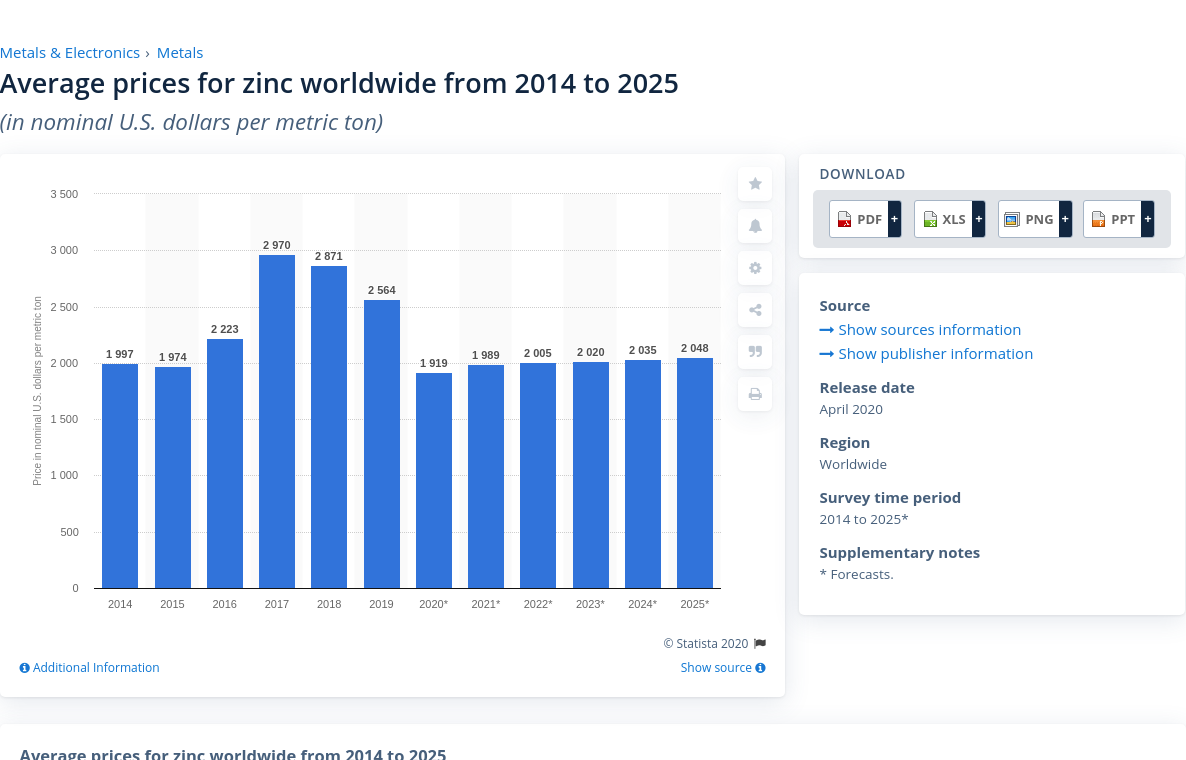 Metals & Electronics › Metals
Average prices for zinc worldwide from 2014 to 2025
(in nominal U.S. dollars per metric ton)
Price in nominal U.S. dollars per metric ton
3 500
3 000
2 500
2 000
1 500
1 000
500
0
1 997
1 974
2 223
2 970
2 871
2 564
1 919
1 989
2 005
2 020
2 035
2 048
2014 2015 2016 2017 2018 2019 2020* 2021* 2022* 2023* 2024* 2025*
© Statista 2020
Additional Information
Show source
DOWNLOAD
PDF + XLS + PNG + PPT +
Source
Show sources information
Show publisher information
Release date
April 2020
Region
Worldwide
Survey time period
2014 to 2025*
Supplementary notes
* Forecasts.
Average prices for zinc worldwide from 2014 to 2025